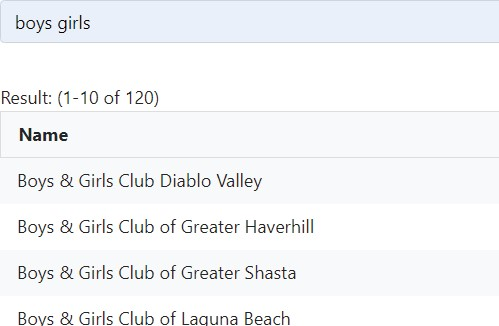 boys girls
Result: (1-10 of 120)
Name
Boys & Girls Club Diablo Valley
Boys & Girls Club of Greater Haverhill
Boys & Girls Club of Greater Shasta
Boys & Girls Club of Laguna Beach